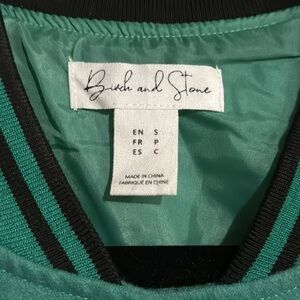 Birch and Stone
EN S
FR P
ES C
MADE IN CHINA
FABRIQUÉ EN CHINE